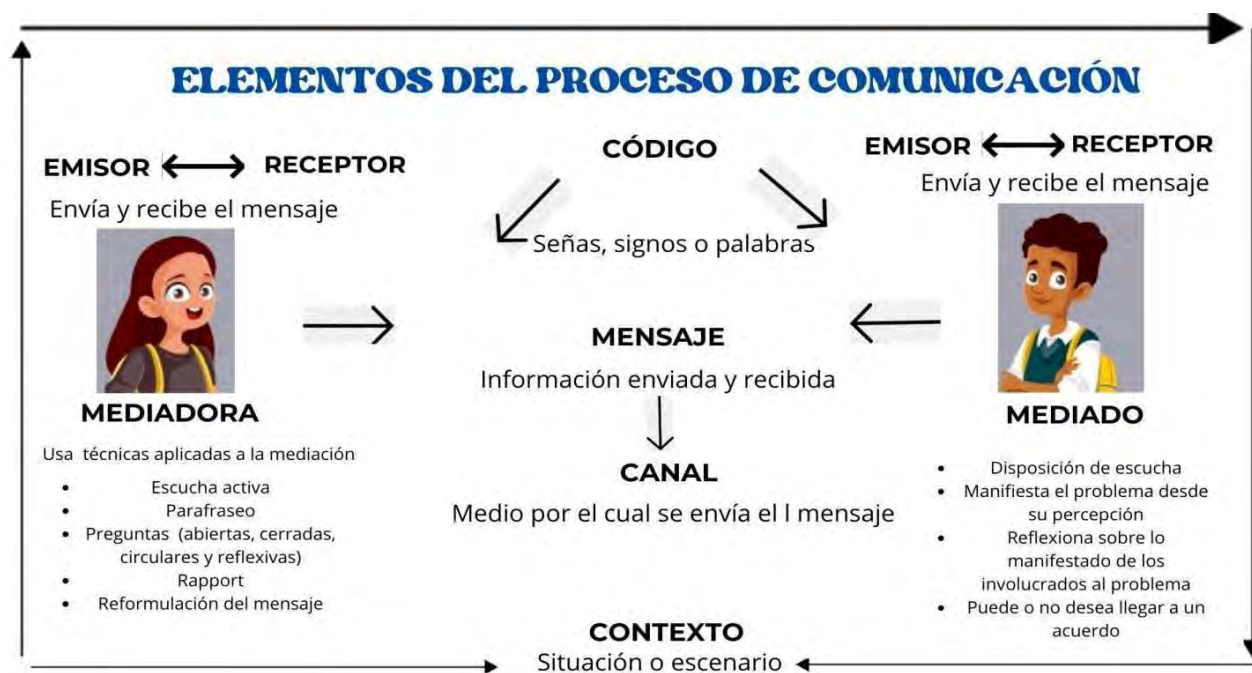 ELEMENTOS DEL PROCESO DE COMUNICACIÓN
EMISOR RECEPTOR
Envía y recibe el mensaje
MEDIADORA
Usa técnicas aplicadas a la mediación
• Escucha activa
• Parafraseo
• Preguntas (abiertas, cerradas,
circulares y reflexivas)
• Rapport
• Reformulación del mensaje
CÓDIGO
Señas, signos o palabras
MENSAJE
Información enviada y recibida
CANAL
Medio por el cual se envía el l mensaje
EMISOR RECEPTOR
Envía y recibe el mensaje
MEDIADO
• Disposición de escucha
• Manifiesta el problema desde
su percepción
• Reflexiona sobre lo
manifestado de los
involucrados al problema
• Puede o no desea llegar a un
acuerdo
CONTEXTO
Situación o escenario